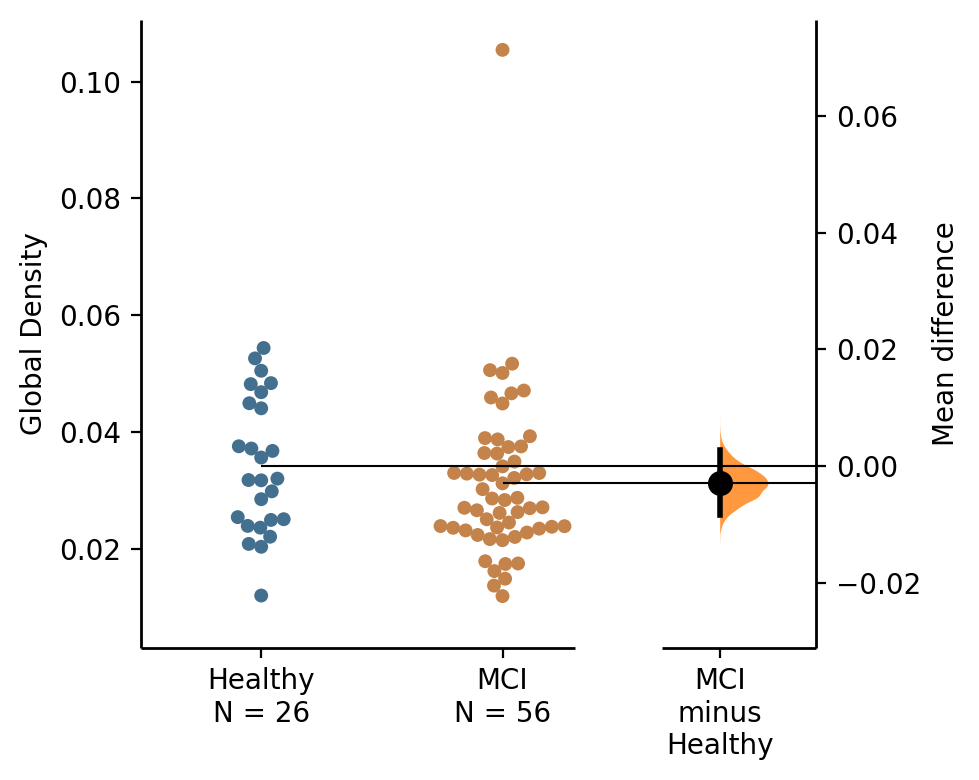 Global Density
0.10
0.08
0.06
0.04
0.02
Healthy
N = 26
MCI
N = 56
MCI
minus
Healthy
0.06
0.04
0.02
0.00
−0.02
Mean difference